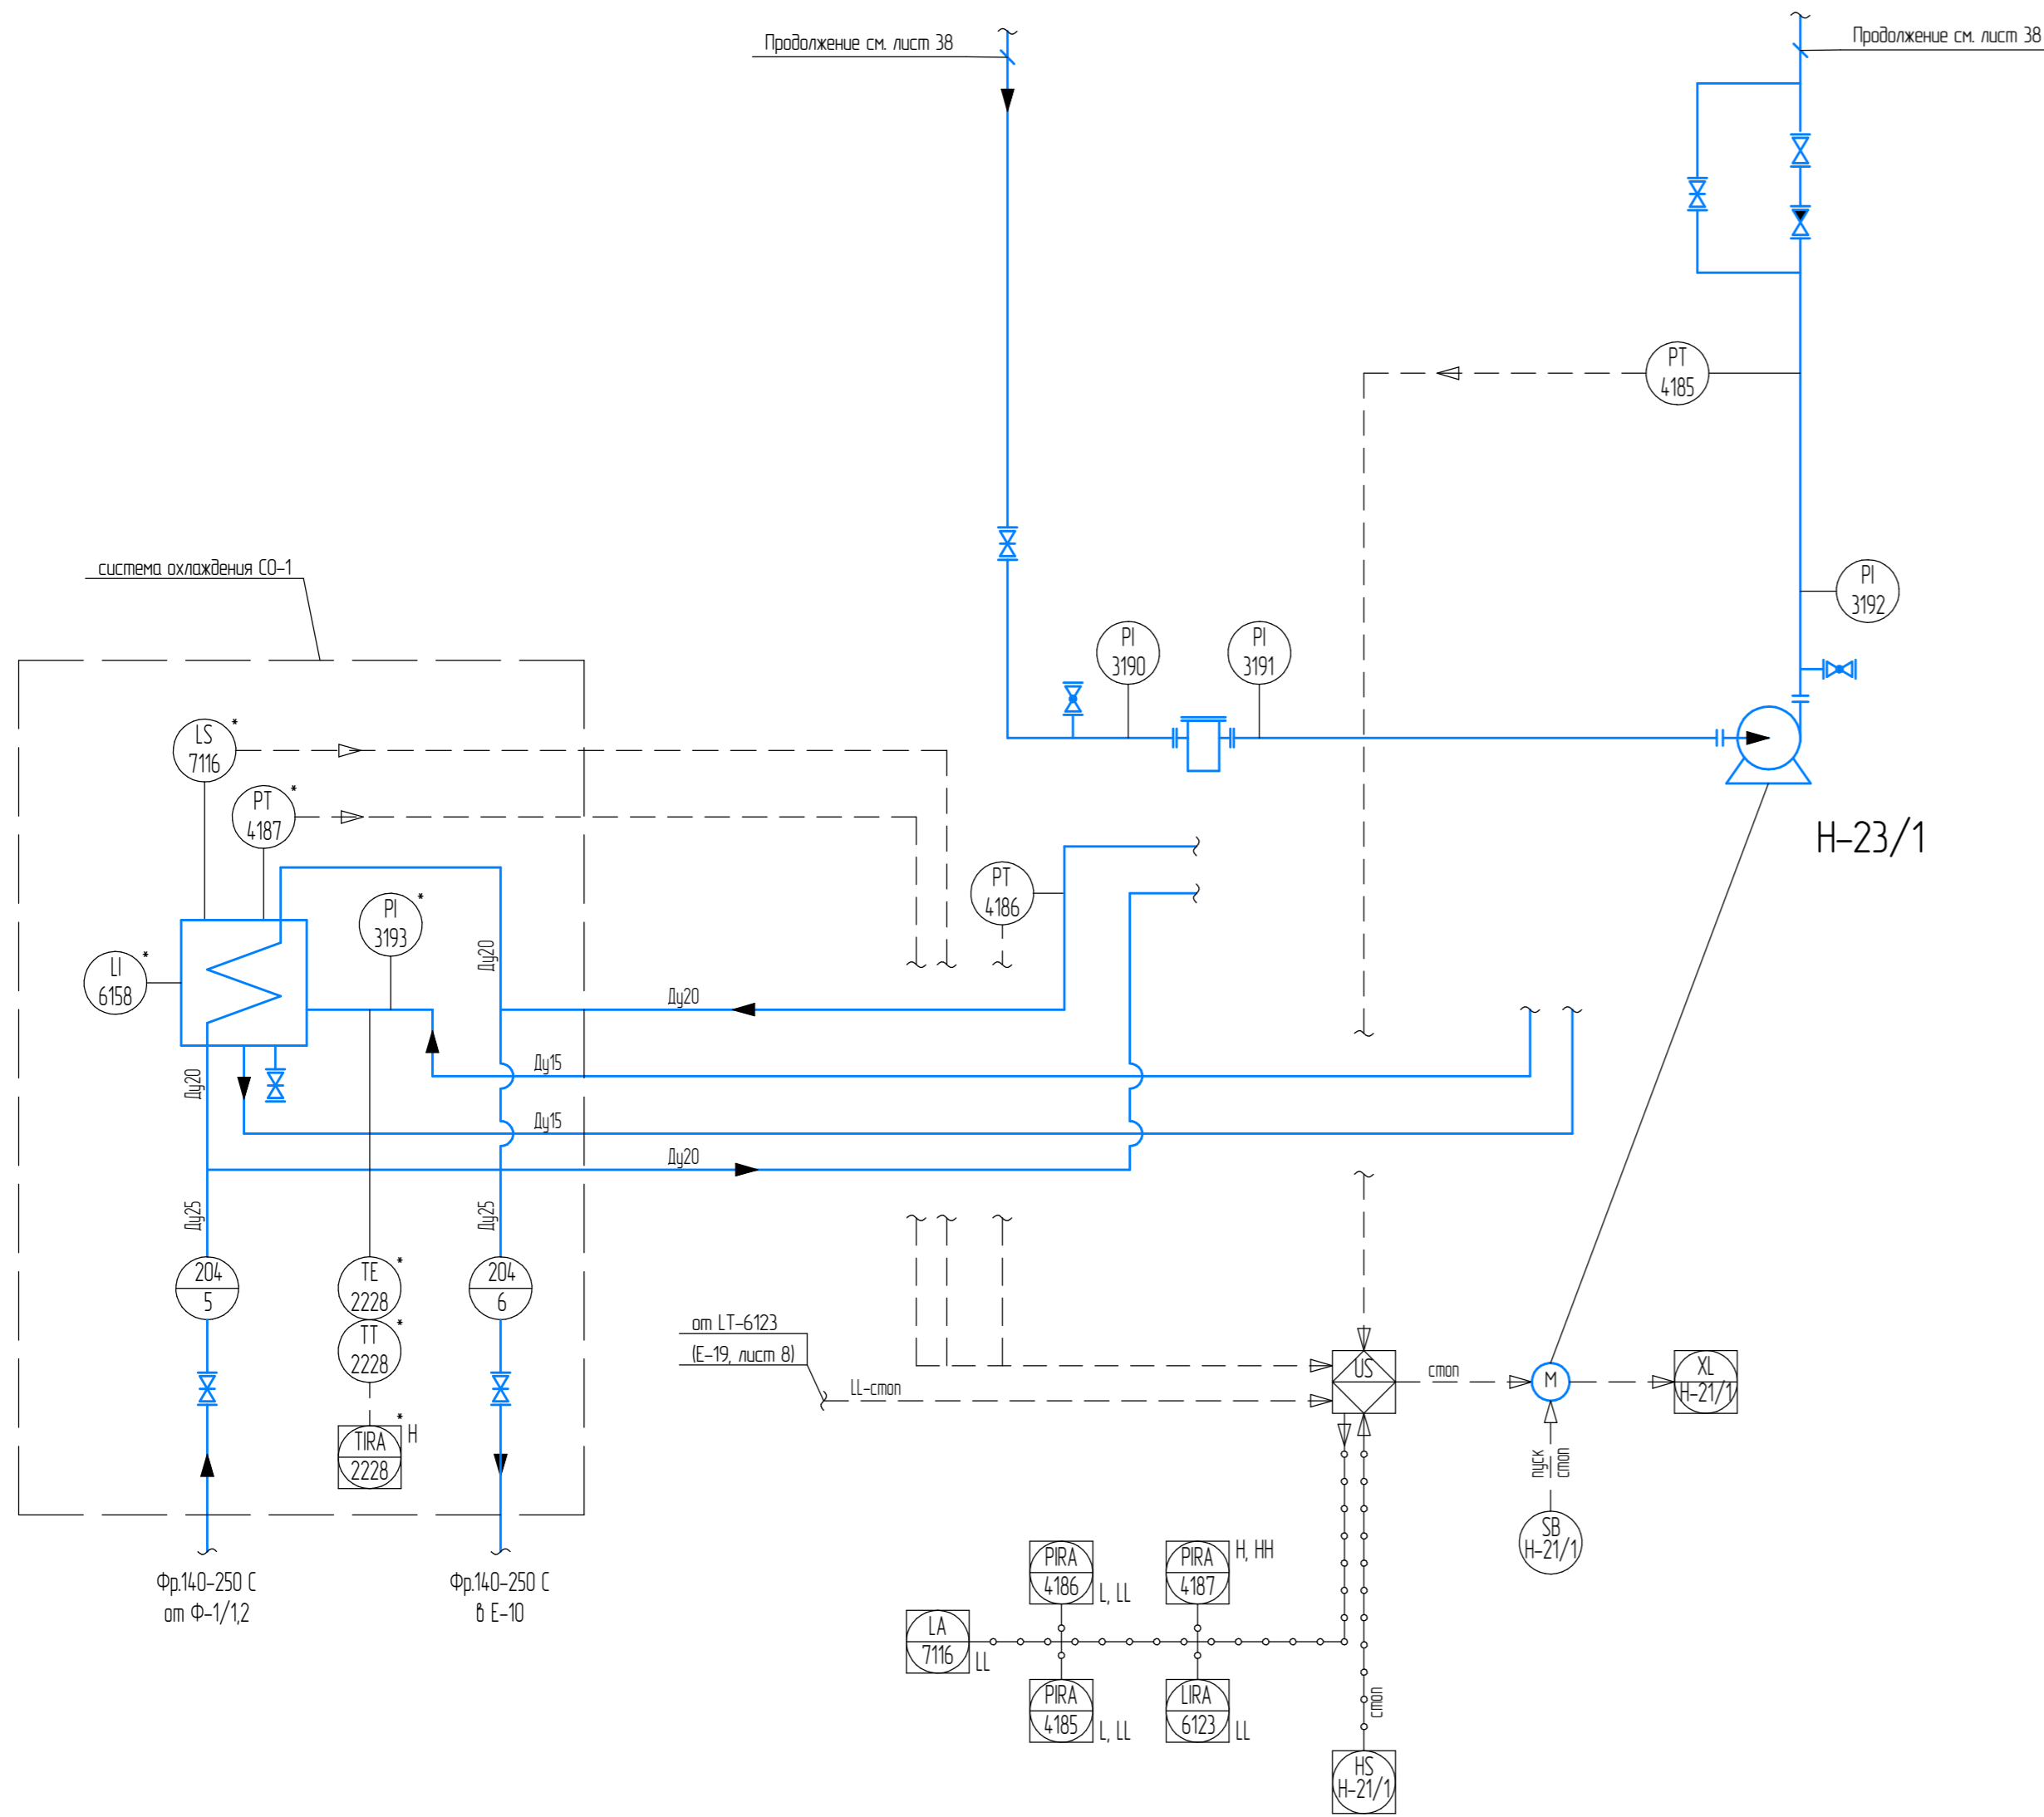 Продолжение см. лист 38
Продолжение см. лист 38
PT
4185
PI
3192
система охлаждения СО-1
PI
3190
PI
3191
LS
7116
*
PT
4187
*
Н-23/1
PT
4186
PI
3193
*
LI
6158
*
Ду20
Ду20
Ду15
Ду20
Ду15
Ду20
Ду25
Ду25
204
5
TE
2228
*
204
6
TT
2228
*
TIRA
2228
*
H
от LT-6123
(Е-19, лист 8)
LL-стоп
US
стоп
M
XL
Н-21/1
пуск
стоп
SB
Н-21/1
Фр.140-250 С
от Ф-1/1,2
Фр.140-250 С
в Е-10
PIRA
4186
L, LL
PIRA
4187
H, HH
LA
7116
LL
PIRA
4185
L, LL
LIRA
6123
LL
стоп
HS
Н-21/1